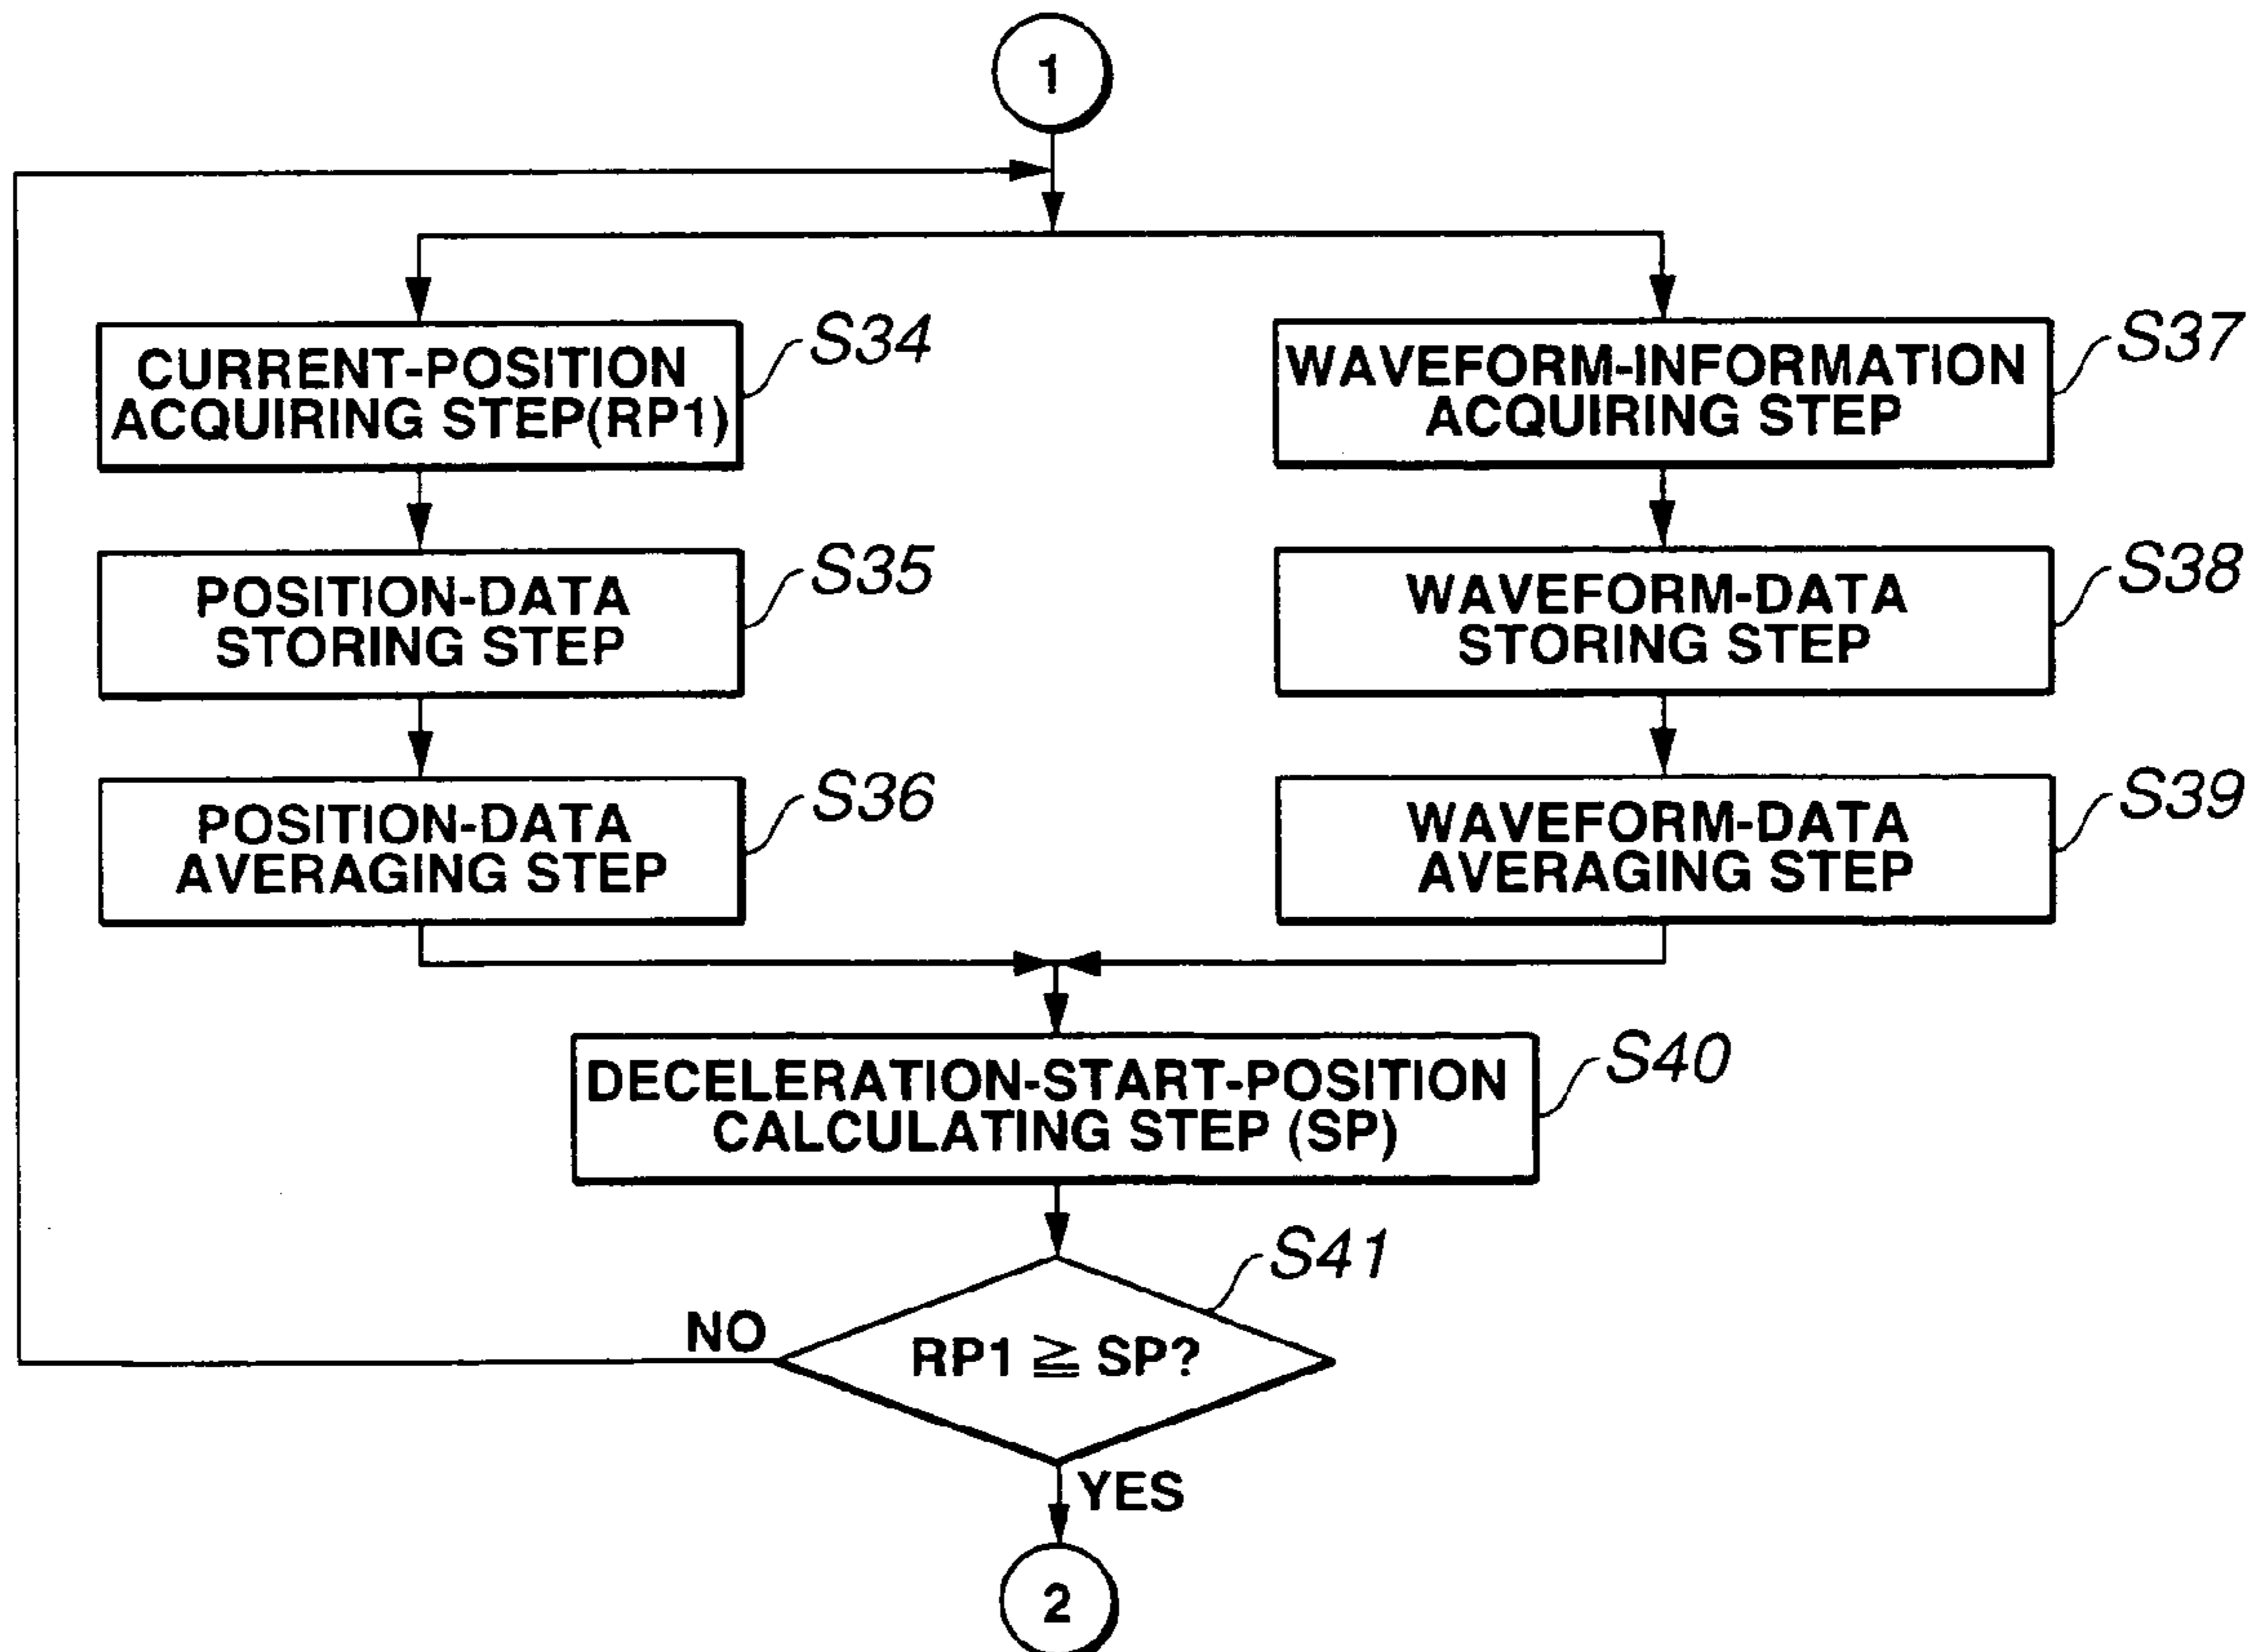 1
CURRENT-POSITION
ACQUIRING STEP(RP1)
S34
WAVEFORM-INFORMATION
ACQUIRING STEP
S37
POSITION-DATA
STORING STEP
S35
WAVEFORM-DATA
STORING STEP
S38
POSITION-DATA
AVERAGING STEP
S36
WAVEFORM-DATA
AVERAGING STEP
S39
DECELERATION-START-POSITION
CALCULATING STEP (SP)
S40
S41
NO
RP1 ≧ SP?
YES
2